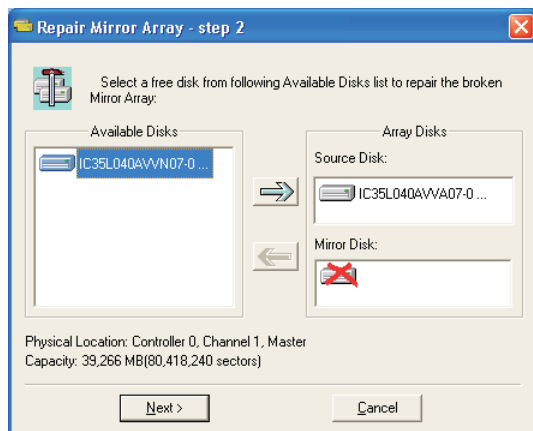 Repair Mirror Array - step 2
Select a free disk from following Available Disks list to repair the broken
Mirror Array:
Available Disks
IC35L040AVVN07-0 ...
Array Disks
Source Disk:
IC35L040AVVA07-0 ...
Mirror Disk:
Physical Location: Controller 0, Channel 1, Master
Capacity: 39,266 MB(80,418,240 sectors)
Next >
Cancel